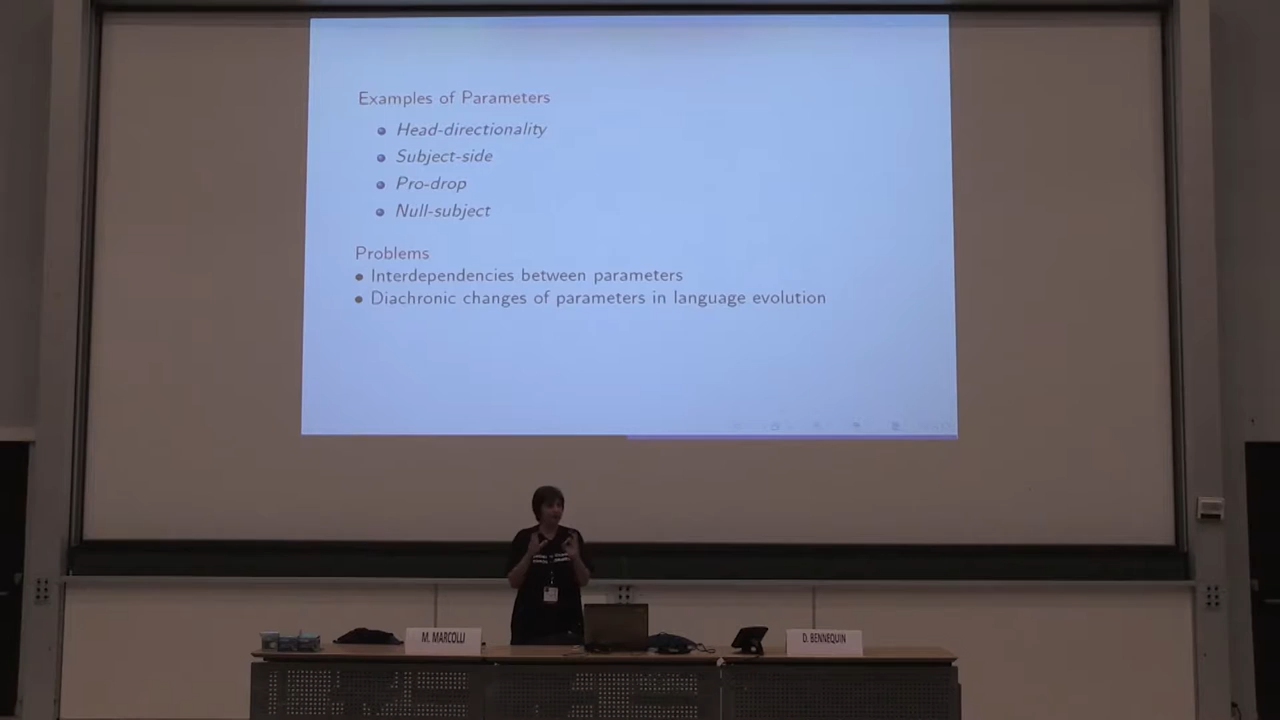 Examples of Parameters
Head-directionality
Subject-side
Pro-drop
Null-subject
Problems
Interdependencies between parameters
Diachronic changes of parameters in language evolution
M. MARCOLLI
D. BENNEQUIN